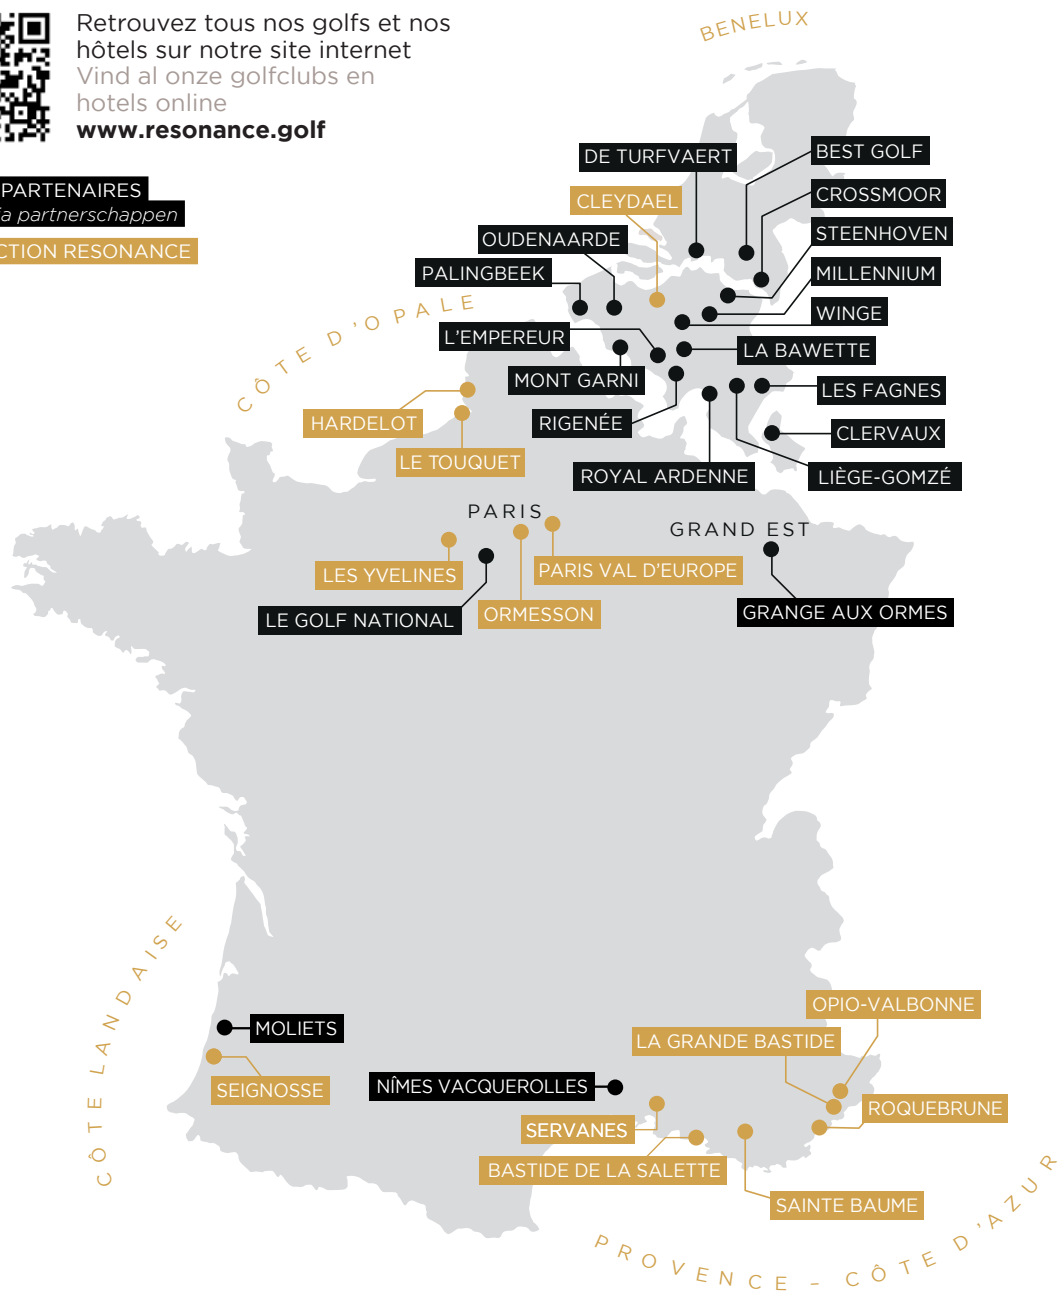 Retrouvez tous nos golfs et nos
hôtels sur notre site internet
Vind al onze golfclubs en
hotels online
www.resonance.golf
PARTENAIRES
partnerschappen
RESONANCE
BENELUX
DE TURFVAERT
BEST GOLF
CLEYDAEL
CROSSMOOR
OUDENAARDE
STEENHOVEN
PALINGBEEK
MILLENNIUM
WINGE
CÔTE D'OPALE
L'EMPEREUR
LA BAWETTE
MONT GARNI
LES FAGNES
HARDELOT
RIGENÉE
CLERVAUX
LE TOUQUET
ROYAL ARDENNE
LIÈGE-GOMZÉ
PARIS
GRAND EST
LES YVELINES
PARIS VAL D'EUROPE
LE GOLF NATIONAL
ORMESSON
GRANGE AUX ORMES
CÔTE LANDAISE
MOLIETS
SEIGNOSSE
OPIO-VALBONNE
LA GRANDE BASTIDE
NÎMES VACQUEROLLES
ROQUEBRUNE
SERVANES
BASTIDE DE LA SALETTE
SAINTE BAUME
PROVENCE – CÔTE D'AZUR